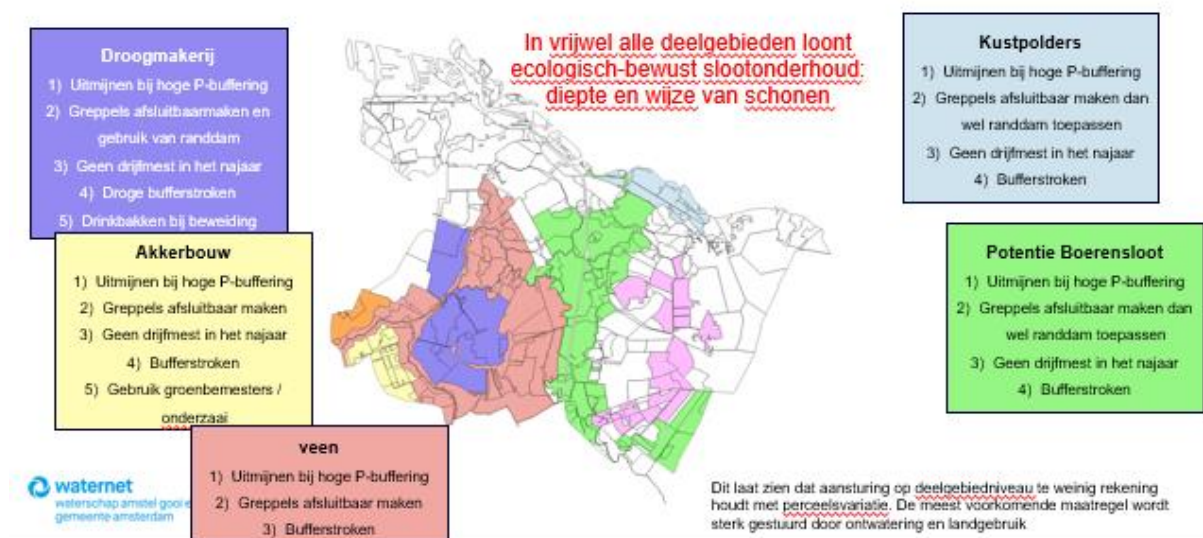 Droogmakerij
1) Uitmijnen bij hoge P-buffering
2) Greppels afsluitbaarmaken en
gebruik van randdam
3) Geen drijfmest in het najaar
4) Droge bufferstroken
5) Drinkbakken bij beweiding
Akkerbouw
1) Uitmijnen bij hoge P-buffering
2) Greppels afsluitbaar maken
3) Geen drijfmest in het najaar
4) Bufferstroken
5) Gebruik groenbemesters /
onderzaai
veen
1) Uitmijnen bij hoge P-buffering
2) Greppels afsluitbaar maken
3) Bufferstroken
In vrijwel alle deelgebieden loont
ecologisch-bewust slootonderhoud:
diepte en wijze van schonen
Kustpolders
1) Uitmijnen bij hoge P-buffering
2) Greppels afsluitbaar maken dan
wel randdam toepassen
3) Geen drijfmest in het najaar
4) Bufferstroken
Potentie Boerensloot
1) Uitmijnen bij hoge P-buffering
2) Greppels afsluitbaar maken dan
wel randdam toepassen
3) Geen drijfmest in het najaar
4) Bufferstroken
waternet
waterschap amstel gooi e
gemeente amsterdam
Dit laat zien dat aansturing op deelgebiedniveau te weinig rekening
houdt met perceelsvariatie. De meest voorkomende maatregel wordt
sterk gestuurd door ontwatering en landgebruik